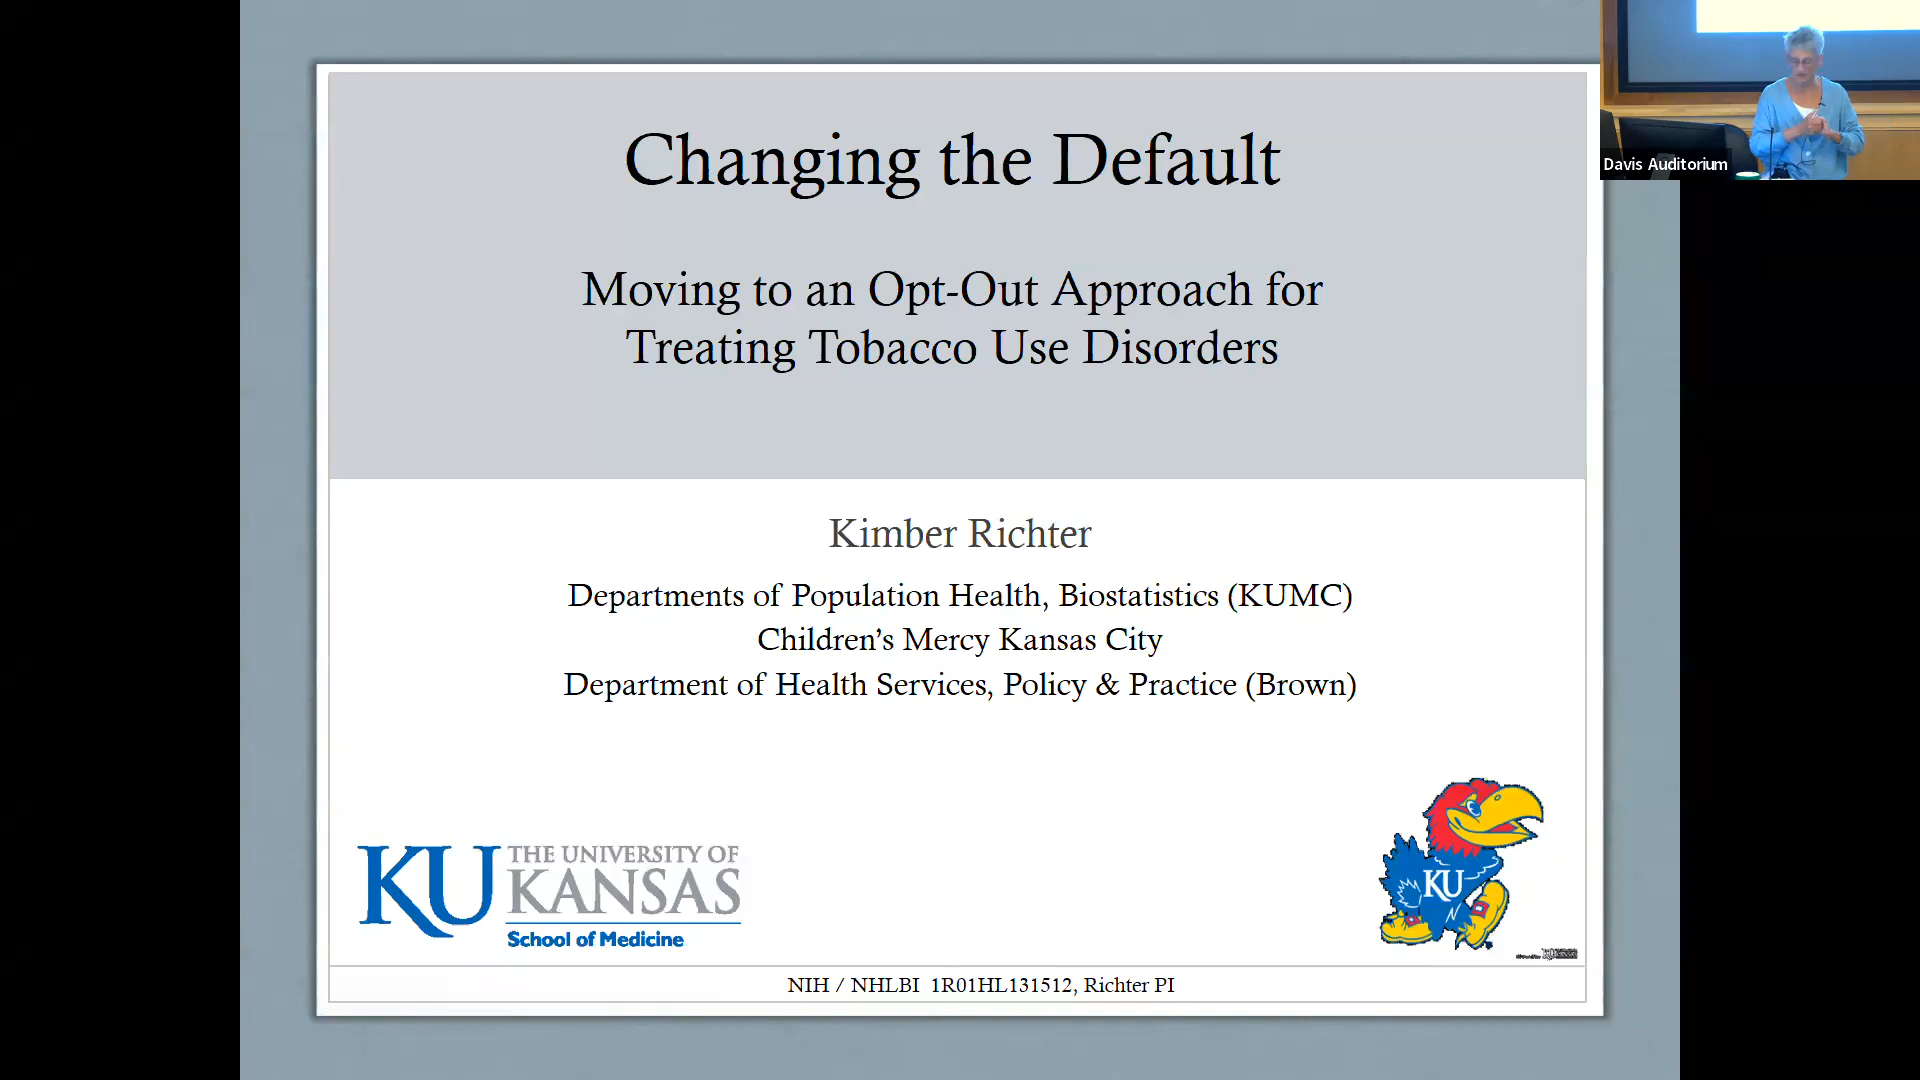 Changing the Default
Moving to an Opt-Out Approach for
Treating Tobacco Use Disorders
Kimber Richter
Departments of Population Health, Biostatistics (KUMC)
Children’s Mercy Kansas City
Department of Health Services, Policy & Practice (Brown)
KU THE UNIVERSITY OF
KANSAS
School of Medicine
KU
NIH / NHLBI 1R01HL131512, Richter PI
Davis Auditorium